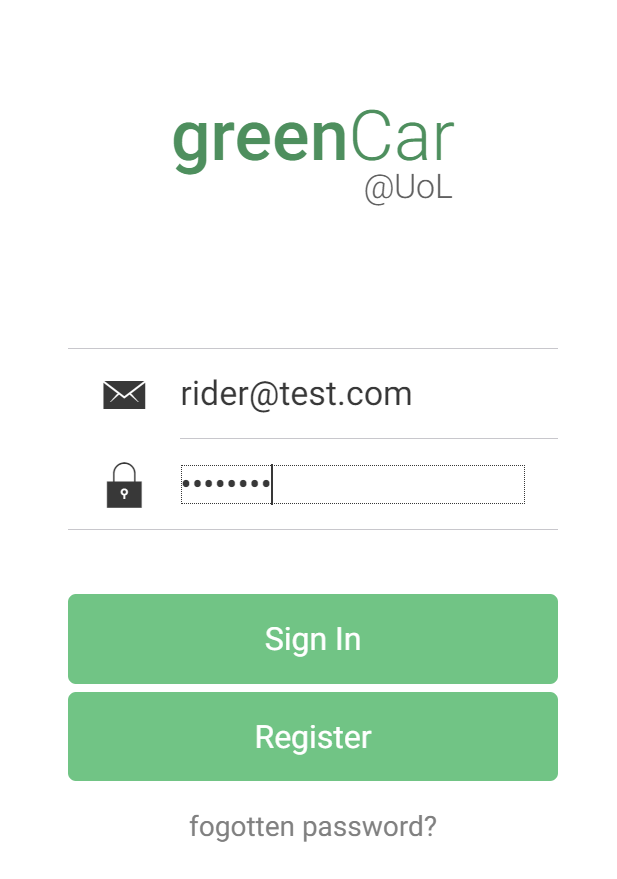 greenCar
@UoL
rider@test.com
••••••••
Sign In
Register
fogotten password?